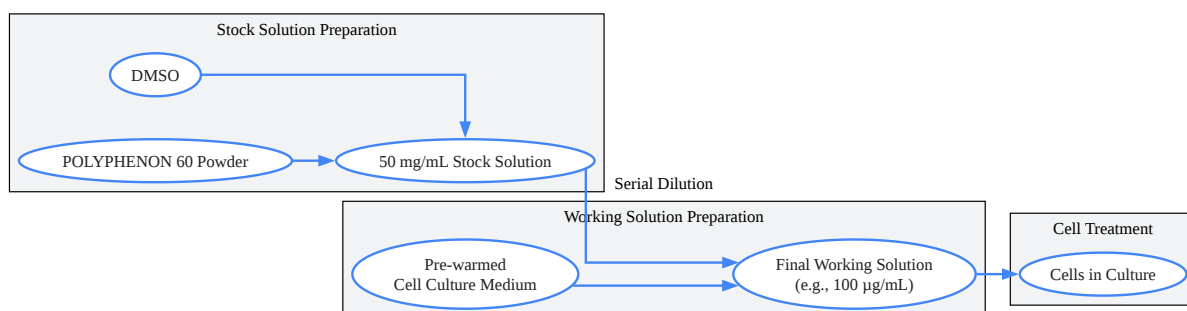 Stock Solution Preparation
DMSO
POLYPHENON 60 Powder
50 mg/mL Stock Solution
Serial Dilution
Working Solution Preparation
Pre-warmed
Cell Culture Medium
Final Working Solution
(e.g., 100 µg/mL)
Cell Treatment
Cells in Culture